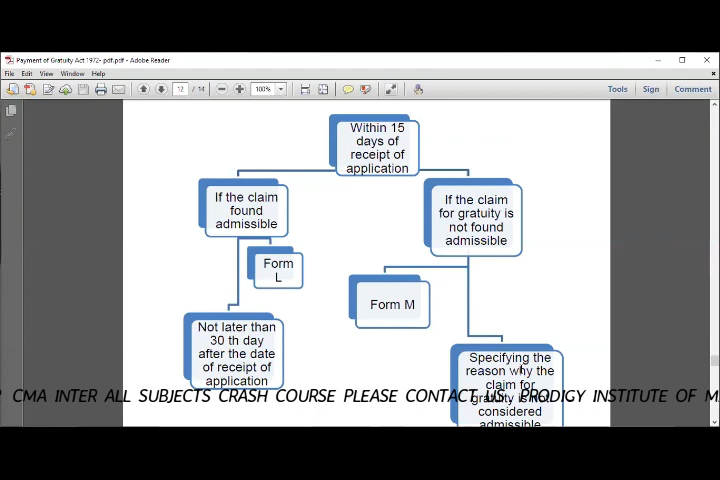 Payment of Gratuity Act 1972- pdf.pdf - Adobe Reader
File Edit View Window Help
12 / 14
100%
Tools Sign Comment
Within 15
days of
receipt of
application
If the claim
found
admissible
If the claim
for gratuity is
not found
admissible
Form
L
Form M
Not later than
30 th day
after the date
of receipt of
application
Specifying the
reason why the
claim for
gratuity is not
considered
admissible
CMA INTER ALL SUBJECTS CRASH COURSE PLEASE CONTACT US PRODIGY INSTITUTE OF